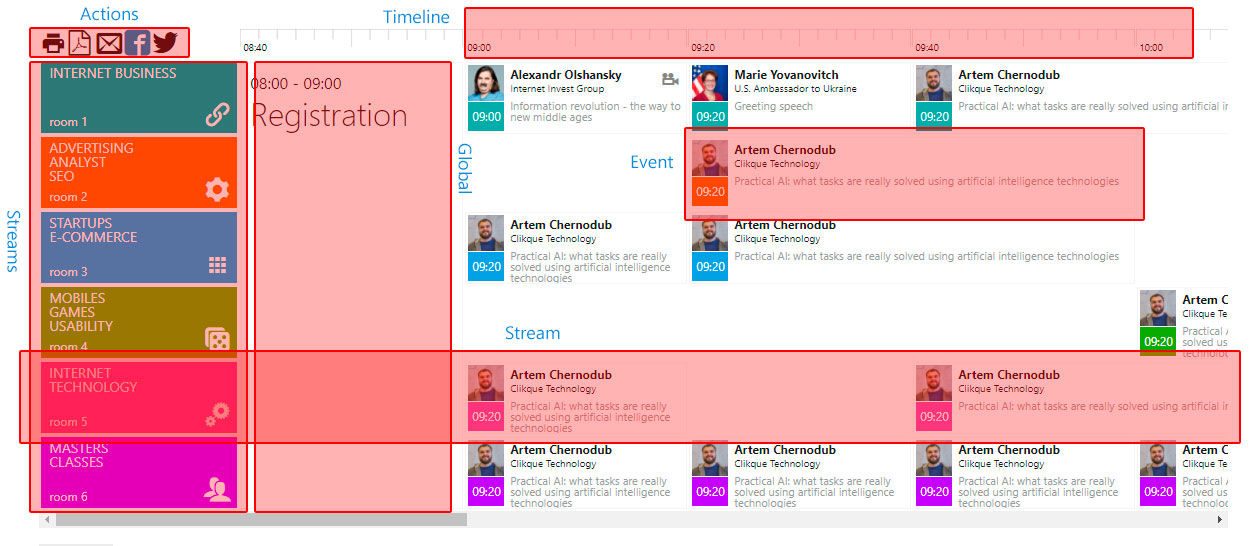 Actions
Timeline
08:40
09:00
09:20
09:40
10:00
Streams
INTERNET BUSINESS
room 1
ADVERTISING
ANALYST
SEO
room 2
STARTUPS
E-COMMERCE
room 3
MOBILES
GAMES
USABILITY
room 4
INTERNET
TECHNOLOGY
room 5
MASTERS
CLASSES
room 6
08:00 - 09:00
Registration
Global
Alexandr Olshansky
Internet Invest Group
09:00
Information revolution - the way to
new middle ages
Marie Yovanovitch
U.S. Ambassador to Ukraine
09:20
Greeting speech
Artem Chernodub
Clikque Technology
09:20
Practical AI: what tasks are really solved using artificial in
Event
Artem Chernodub
Clikque Technology
09:20
Practical AI: what tasks are really solved using artificial intelligence technologies
Artem Chernodub
Clikque Technology
09:20
Practical AI: what tasks are really
solved using artificial intelligence
technologies
Artem Chernodub
Clikque Technology
09:20
Practical AI: what tasks are really solved using artificial intelligence technologies
Artem C
Clikque Te
09:20
Practical A
solved us
technolog
Stream
Artem Chernodub
Clikque Technology
09:20
Practical AI: what tasks are really
solved using artificial intelligence
technologies
Artem Chernodub
Clikque Technology
09:20
Practical AI: what tasks are really solved using artificial in
Artem Chernodub
Clikque Technology
09:20
Practical AI: what tasks are really
solved using artificial intelligence
technologies
Artem Chernodub
Clikque Technology
09:20
Practical AI: what tasks are really
solved using artificial intelligence
technologies
Artem Chernodub
Clikque Technology
09:20
Practical AI: what tasks are really
solved using artificial intelligence
technologies
Artem C
Clikque Te
09:20
Practical A
solved us
technolog